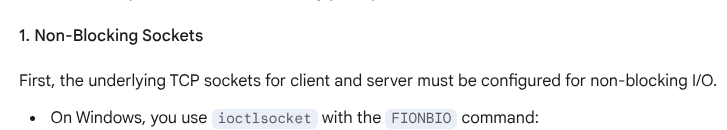 1. Non-Blocking Sockets
First, the underlying TCP sockets for client and server must be configured for non-blocking I/O.
• On Windows, you use ioctlsocket with the FIONBIO command: